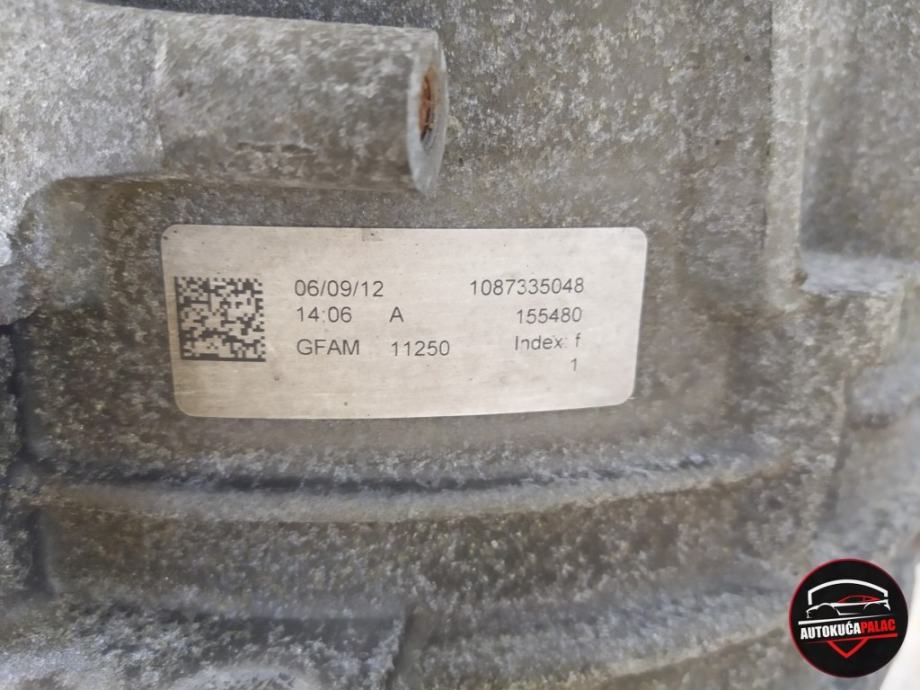 06/09/12 1087335048
14:06 A 155480
GFAM 11250 Index: f
1
AUTOKUĆA PALAC